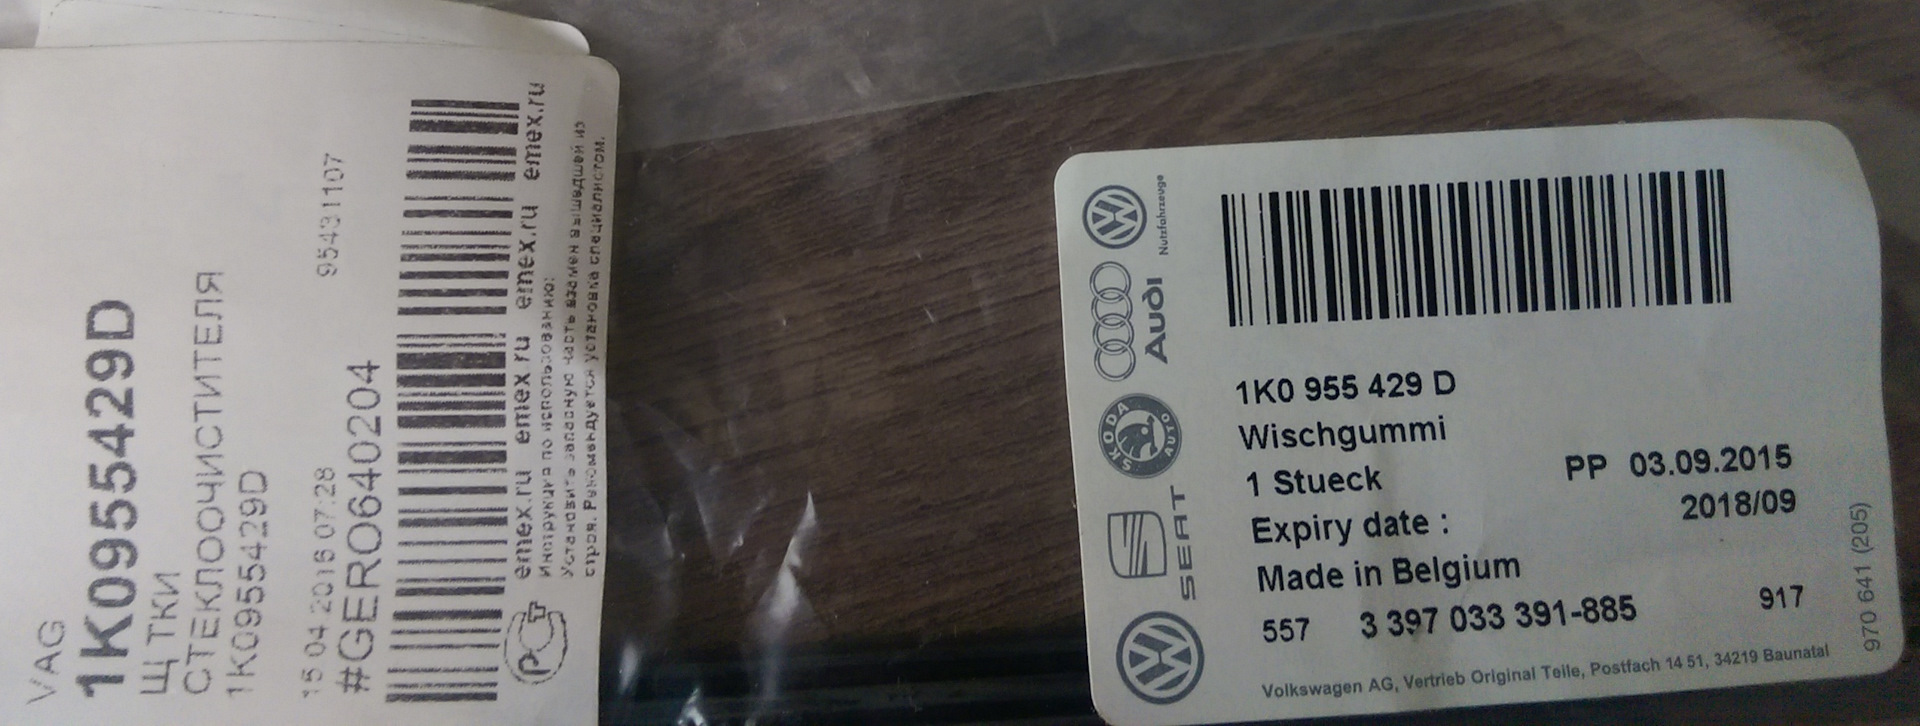 VAG
1K0955429D
Щ ТКИ
СТЕКЛООЧИСТИТЕЛЯ
1K0955429D
15 04 2016 07:28
95431107
#GERO640204
emex.ru emex.ru emex.ru emex.ru
Инструкция по использованию:
Установить запасную часть взамен вышедшей из
строя. Рекомендуется установка специалистом.
Nutzfahrzeuge
Audi
SKODA
AUTO
SEAT
1K0 955 429 D
Wischgummi
1 Stueck
PP 03.09.2015
Expiry date :
2018/09
Made in Belgium
557 3 397 033 391-885 917
Volkswagen AG, Vertrieb Original Teile, Postfach 14 51, 34219 Baunatal
970 641 (205)